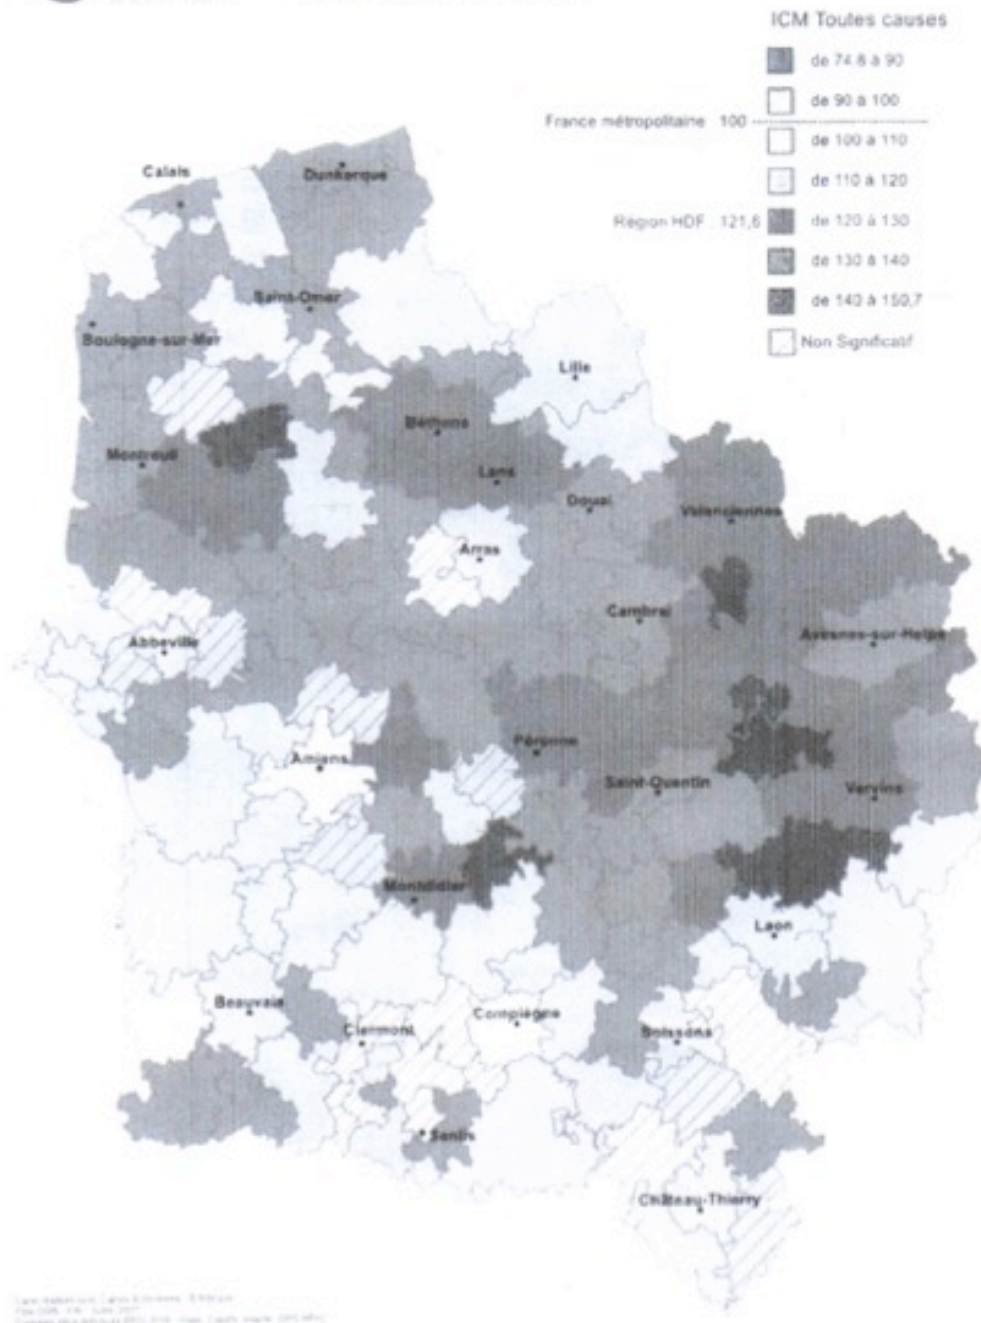 ICM Toutes causes
de 74.8 à 90
de 90 à 100
France métropolitaine 100
de 100 à 110
de 110 à 120
Région HDF 121,6
de 120 à 130
de 130 à 140
de 140 à 150,7
Non Significatif
Calais
Dunkerque
Saint-Omer
Boulogne-sur-Mer
Lille
Béthune
Montreuil
Lens
Douai
Valenciennes
Arras
Cambrai
Avesnes-sur-Helpe
Abbeville
Péronne
Amiens
Saint-Quentin
Vervins
Montdidier
Laon
Beauvais
Compiègne
Clermont
Soissons
Senlis
Château-Thierry